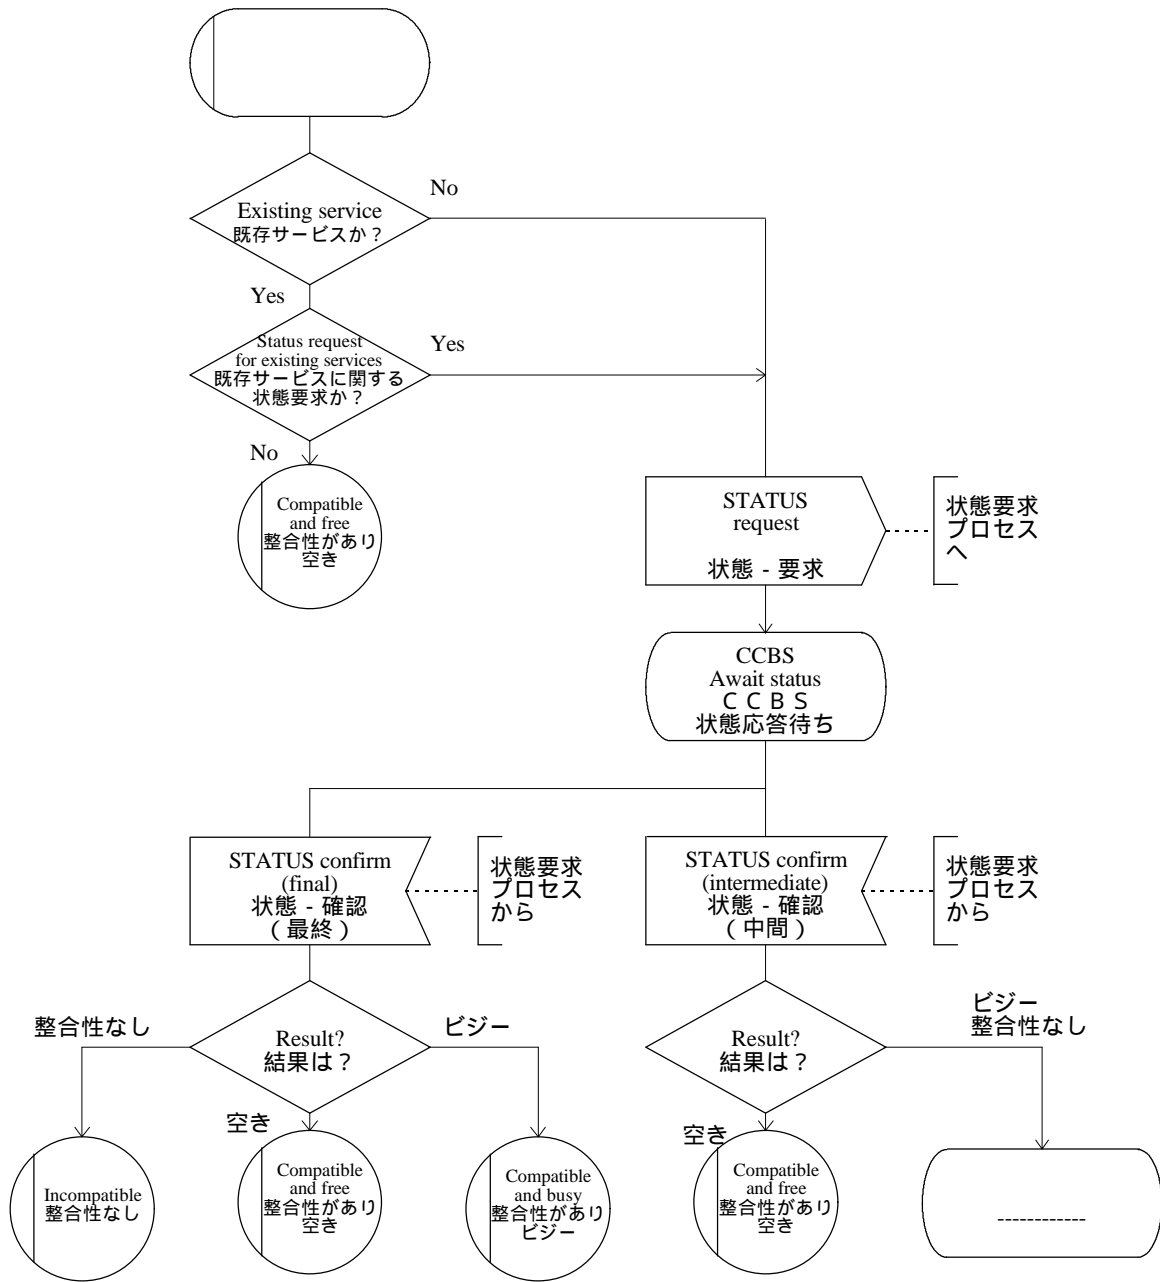 No
Existing service
既存サービスか？
Yes
Status request
for existing services
既存サービスに関する
状態要求か？
Yes
No
Compatible
and free
整合性があり
空き
STATUS
request
状態 - 要求
状態要求
プロセス
へ
CCBS
Await status
ＣＣＢＳ
状態応答待ち
STATUS confirm
(final)
状態 - 確認
（最終）
状態要求
プロセス
から
STATUS confirm
(intermediate)
状態 - 確認
（中間）
状態要求
プロセス
から
整合性なし
Result?
結果は？
ビジー
空き
Result?
結果は？
ビジー
整合性なし
空き
Incompatible
整合性なし
Compatible
and free
整合性があり
空き
Compatible
and busy
整合性があり
ビジー
Compatible
and free
整合性があり
空き
-------------